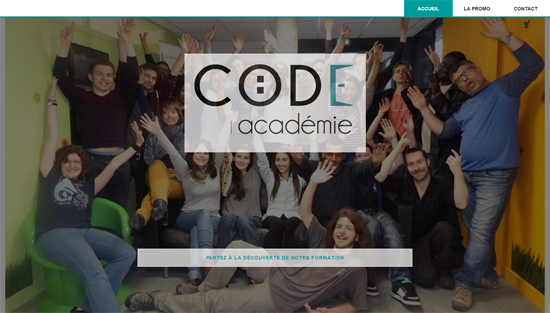 ACCUEIL LA PROMO CONTACT
CODE
académie
PARTEZ À LA DÉCOUVERTE DE NOTRE FORMATION